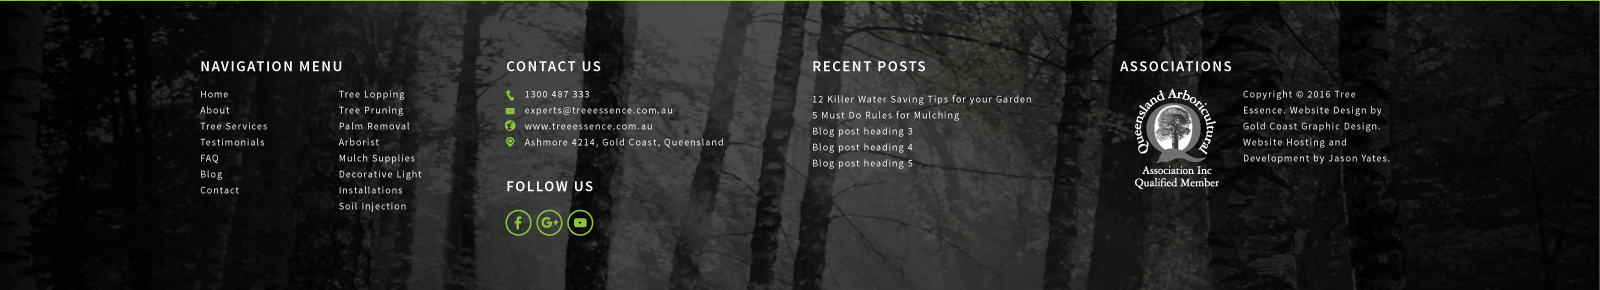 NAVIGATION MENU
Home
About
Tree Services
Testimonials
FAQ
Blog
Contact
Tree Lopping
Tree Pruning
Palm Removal
Arborist
Mulch Supplies
Decorative Light
Installations
Soil Injection
CONTACT US
1300 487 333
experts@treeessence.com.au
www.treeessence.com.au
Ashmore 4214, Gold Coast, Queensland
FOLLOW US
f
G+
RECENT POSTS
12 Killer Water Saving Tips for your Garden
5 Must Do Rules for Mulching
Blog post heading 3
Blog post heading 4
Blog post heading 5
ASSOCIATIONS
Queensland Arboricultural
Association Inc
Qualified Member
Copyright © 2016 Tree
Essence. Website Design by
Gold Coast Graphic Design.
Website Hosting and
Development by Jason Yates.